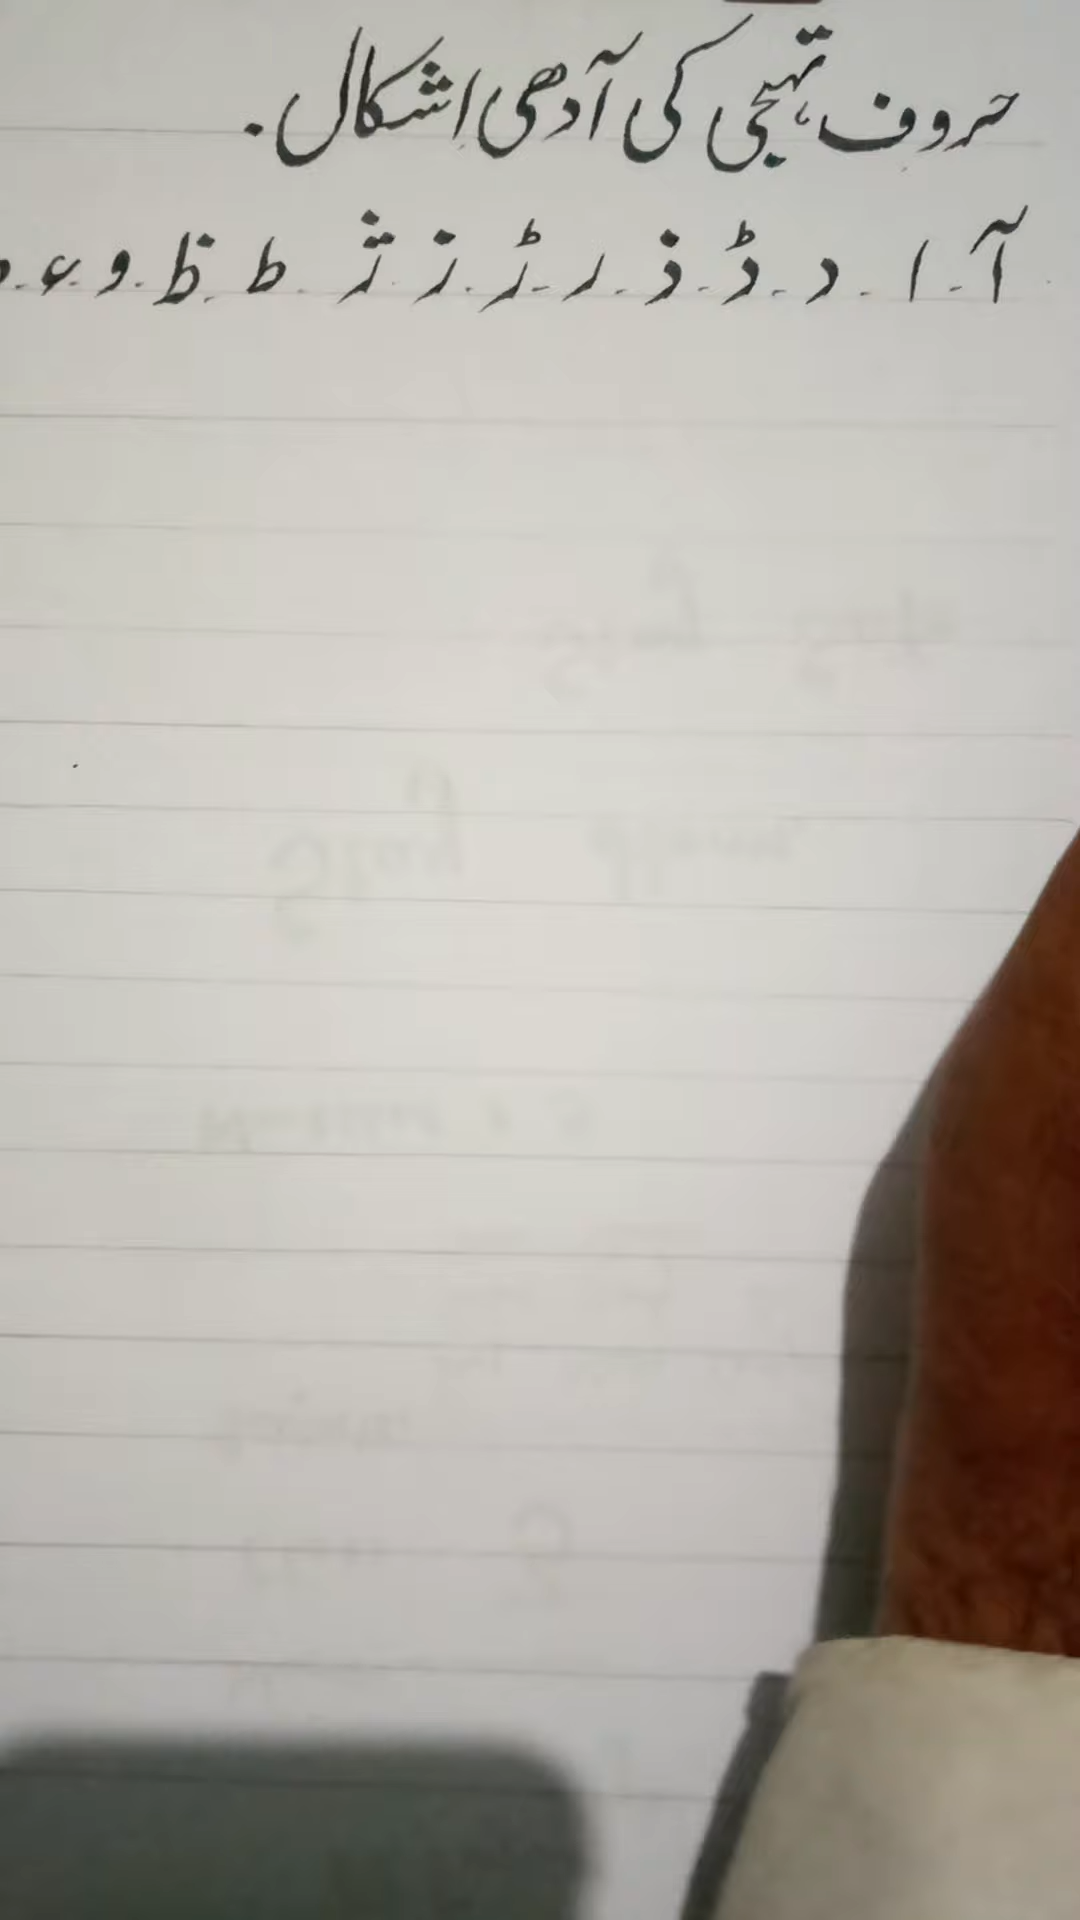 حروف تہجی کی آدھی اشکال.
آ - ا - د - ڈ - ذ - ر - ڑ - ز - ژ - ط - ظ - و - ء -